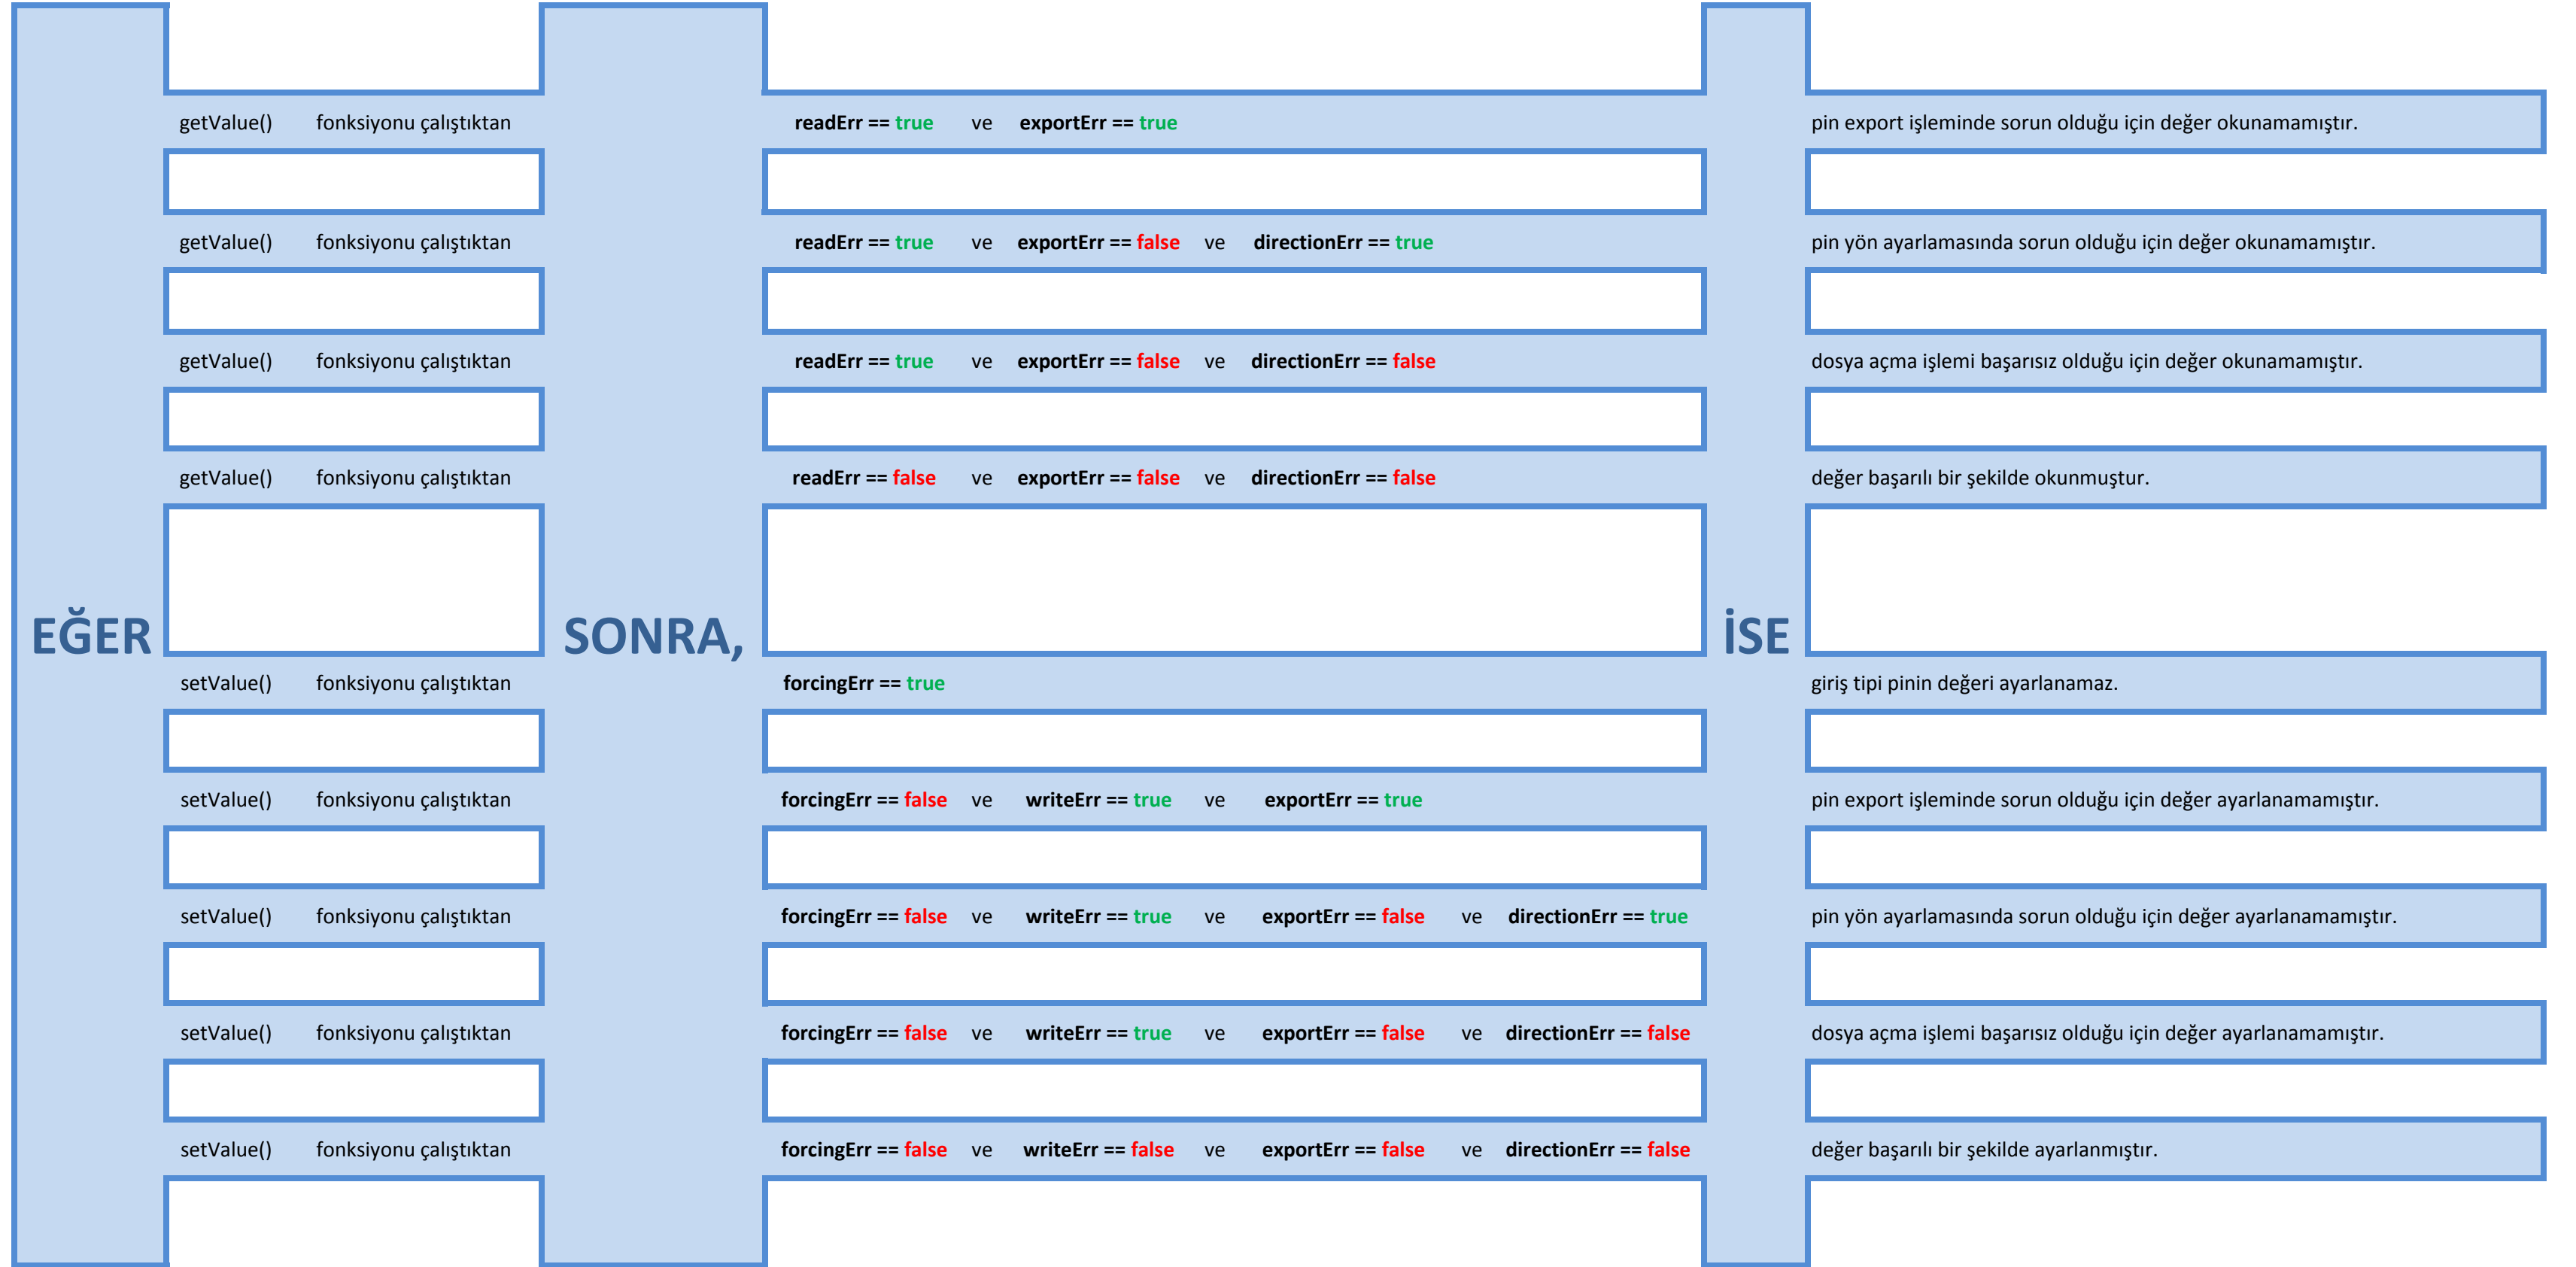 getValue() fonksiyonu çalıştıktan readErr == true ve exportErr == true pin export işleminde sorun olduğu için değer okunamamıştır.
getValue() fonksiyonu çalıştıktan readErr == true ve exportErr == false ve directionErr == true pin yön ayarlamasında sorun olduğu için değer okunamamıştır.
getValue() fonksiyonu çalıştıktan readErr == true ve exportErr == false ve directionErr == false dosya açma işlemi başarısız olduğu için değer okunamamıştır.
getValue() fonksiyonu çalıştıktan readErr == false ve exportErr == false ve directionErr == false değer başarılı bir şekilde okunmuştur.
EĞER SONRA, İSE
setValue() fonksiyonu çalıştıktan forcingErr == true giriş tipi pinin değeri ayarlanamaz.
setValue() fonksiyonu çalıştıktan forcingErr == false ve writeErr == true ve exportErr == true pin export işleminde sorun olduğu için değer ayarlanamamıştır.
setValue() fonksiyonu çalıştıktan forcingErr == false ve writeErr == true ve exportErr == false ve directionErr == true pin yön ayarlamasında sorun olduğu için değer ayarlanamamıştır.
setValue() fonksiyonu çalıştıktan forcingErr == false ve writeErr == true ve exportErr == false ve directionErr == false dosya açma işlemi başarısız olduğu için değer ayarlanamamıştır.
setValue() fonksiyonu çalıştıktan forcingErr == false ve writeErr == false ve exportErr == false ve directionErr == false değer başarılı bir şekilde ayarlanmıştır.